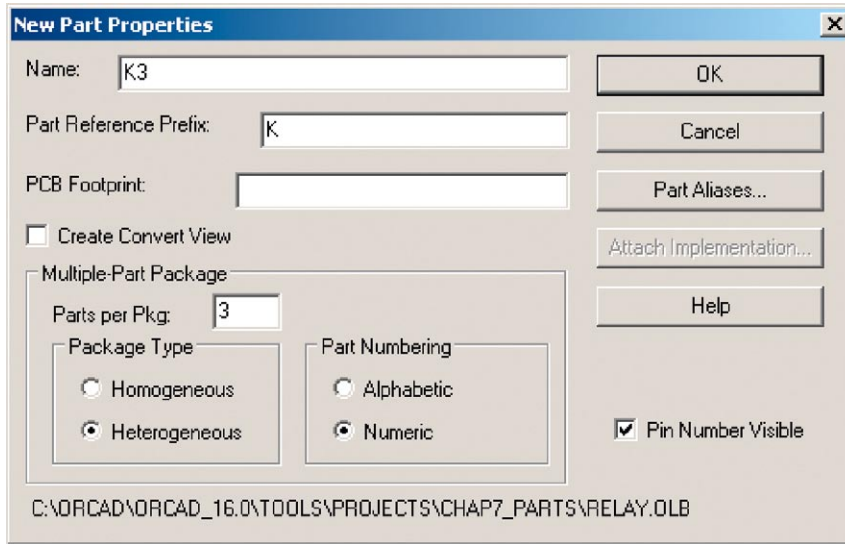 New Part Properties
Name: K3
OK
Part Reference Prefix: K
Cancel
PCB Footprint:
Part Aliases...
Create Convert View
Attach Implementation...
Multiple-Part Package
Parts per Pkg: 3
Help
Package Type
Part Numbering
Homogeneous
Alphabetic
Heterogeneous
Numeric
Pin Number Visible
C:\ORCAD\ORCAD_16.0\TOOLS\PROJECTS\CHAP7_PARTS\RELAY.OLB